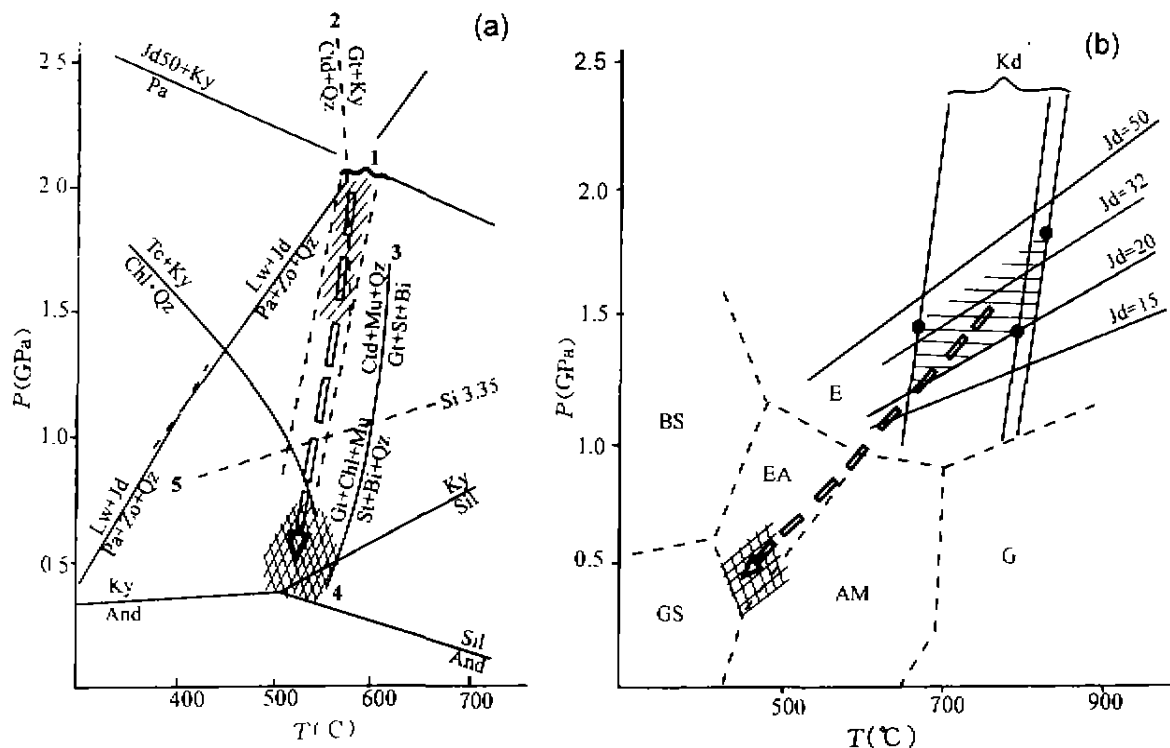 (a)
2
Gt+Ky
Ctd+Qz
2.5
Jd50+Ky
Pa
1
2.0
3
Lw+Jd
Pa+Zo+Qz
Tc+Ky
Chl+Qz
Ctd+Mu+Qz
Gt+St+Bi
1.5
P(GPa)
1.0
Si 3.35
5
Gt+Chl+Mu
St+Bi+Qz
Lw+Jd
Pa+Zo+Qz
Ky
Sil
0.5
Ky
And
4
Sil
And
400
500
600
700
T(C)
(b)
Kd
2.5
Jd=50
Jd=32
2.0
Jd=20
Jd=15
1.5
P(GPa)
E
BS
1.0
EA
0.5
G
GS
AM
500
700
900
T(℃)